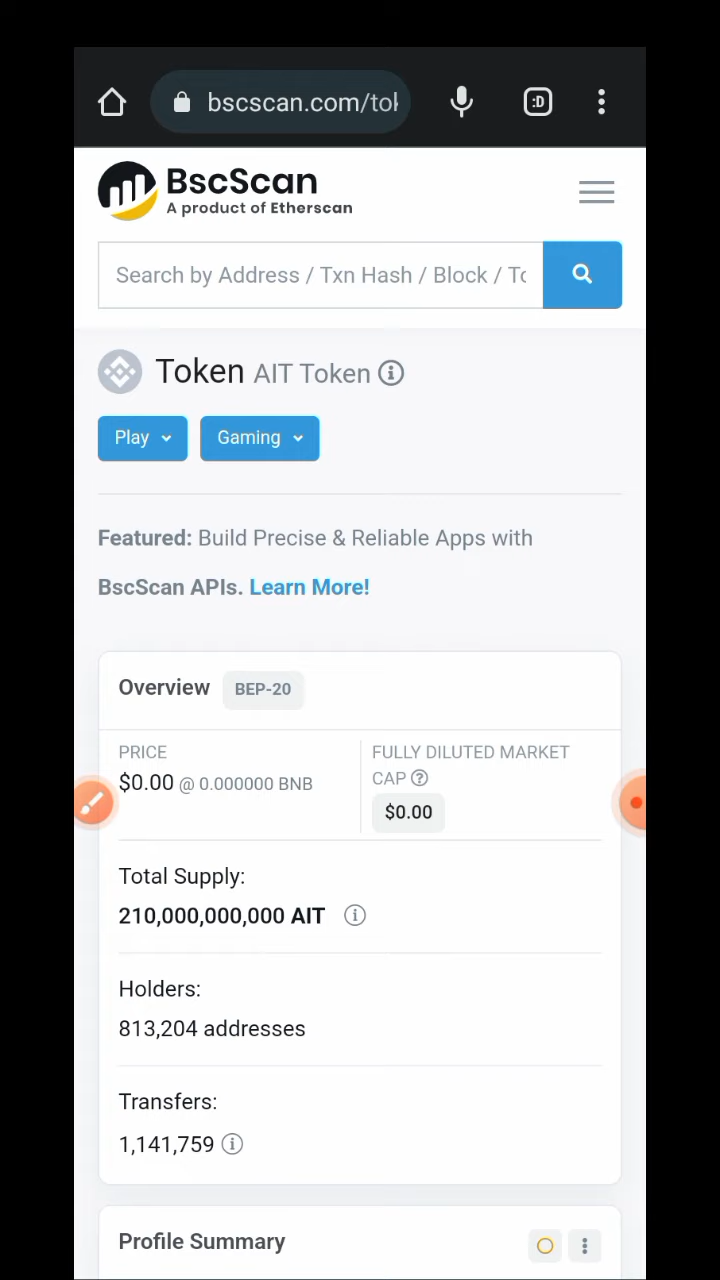 :D
bscscan.com/tok
BscScan
A product of Etherscan
Search by Address / Txn Hash / Block / To
Token AIT Token
Play Gaming
Featured: Build Precise & Reliable Apps with
BscScan APIs. Learn More!
Overview BEP-20
PRICE
$0.00 @ 0.000000 BNB
FULLY DILUTED MARKET
CAP
$0.00
Total Supply:
210,000,000,000 AIT
Holders:
813,204 addresses
Transfers:
1,141,759
Profile Summary